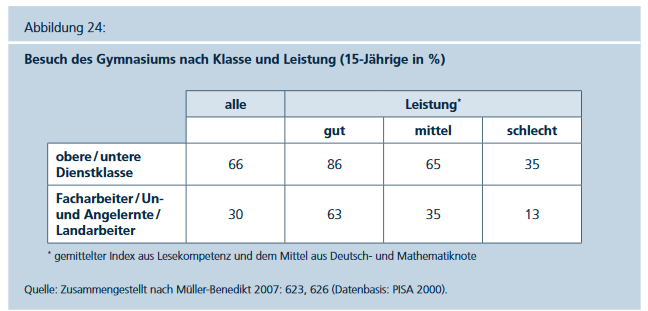 Abbildung 24:
Besuch des Gymnasiums nach Klasse und Leistung (15-Jährige in %)
alle Leistung*
gut mittel schlecht
obere / untere
Dienstklasse 66 86 65 35
Facharbeiter / Un-
und Angelernte /
Landarbeiter 30 63 35 13
* gemittelter Index aus Lesekompetenz und dem Mittel aus Deutsch- und Mathematiknote
Quelle: Zusammengestellt nach Müller-Benedikt 2007: 623, 626 (Datenbasis: PISA 2000).